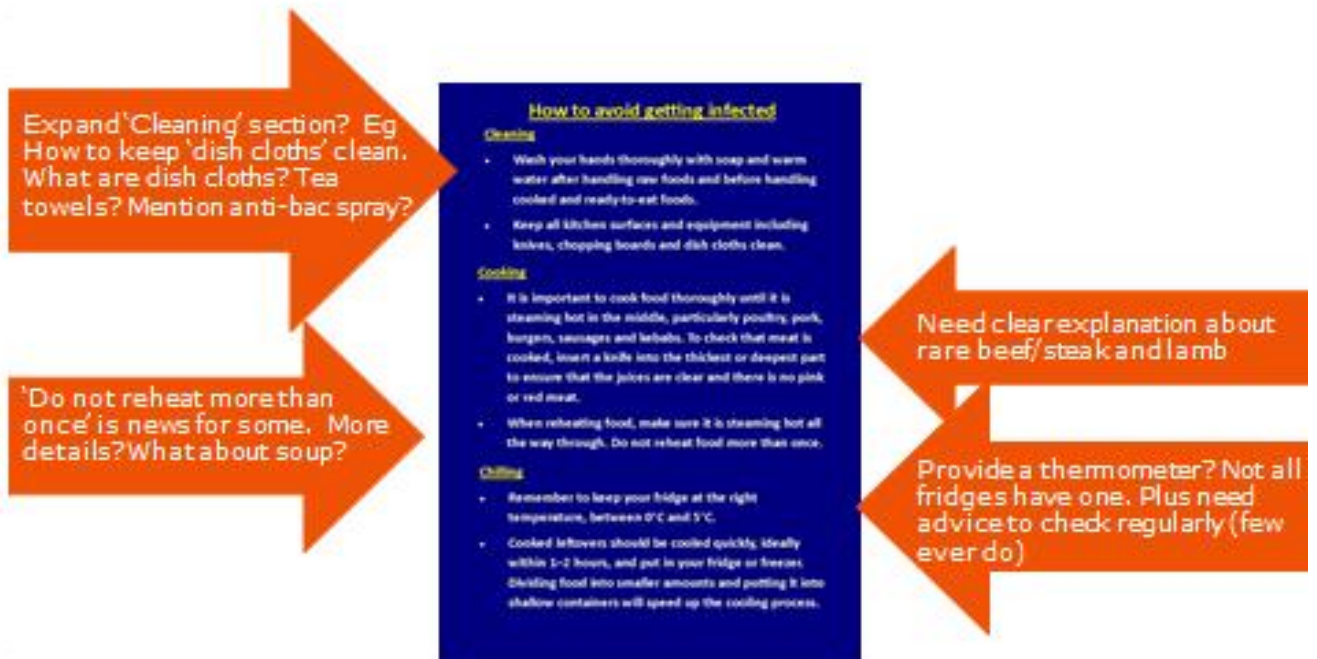 Expand 'Cleaning' section? Eg
How to keep 'dish cloths' clean.
What are dish cloths? Tea
towels? Mention anti-bac spray?
'Do not reheat more than
once' is news for some. More
details? What about soup?
How to avoid getting infected
Cleaning
• Wash your hands thoroughly with soap and warm
water after handling raw foods and before handling
cooked and ready-to-eat foods.
• Keep all kitchen surfaces and equipment including
knives, chopping boards and dish cloths clean.
Cooking
• It is important to cook food thoroughly until it is
steaming hot in the middle, particularly poultry, pork,
burgers, sausages and kebabs. To check that meat is
cooked, insert a knife into the thickest or deepest part
to ensure that the juices are clear and there is no pink
or red meat.
• When reheating food, make sure it is steaming hot all
the way through. Do not reheat food more than once.
Chilling
• Remember to keep your fridge at the right
temperature, between 0°C and 5°C.
• Cooked leftovers should be cooled quickly, ideally
within 1-2 hours, and put in your fridge or freezer.
Dividing food into smaller amounts and putting it into
shallow containers will speed up the cooling process.
Need clear explanation about
rare beef/steak and lamb
Provide a thermometer? Not all
fridges have one. Plus need
advice to check regularly (few
ever do)